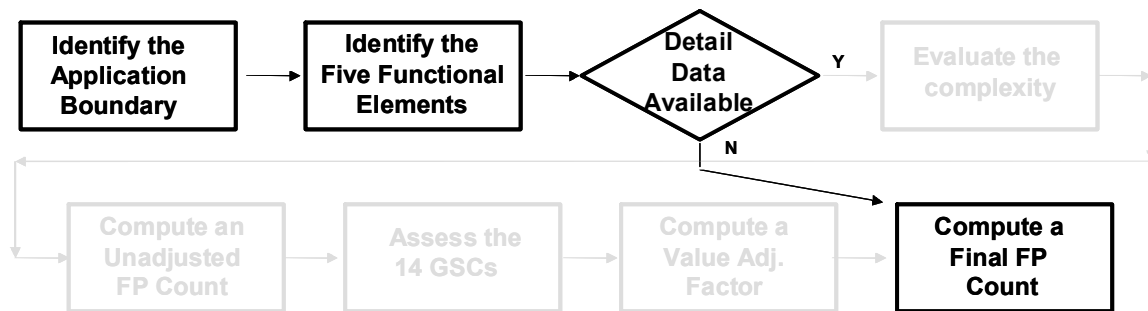 Identify the
Application
Boundary
Identify the
Five Functional
Elements
Detail
Data
Available
Y
N
Evaluate the
complexity
Compute an
Unadjusted
FP Count
Assess the
14 GSCs
Compute a
Value Adj.
Factor
Compute a
Final FP
Count